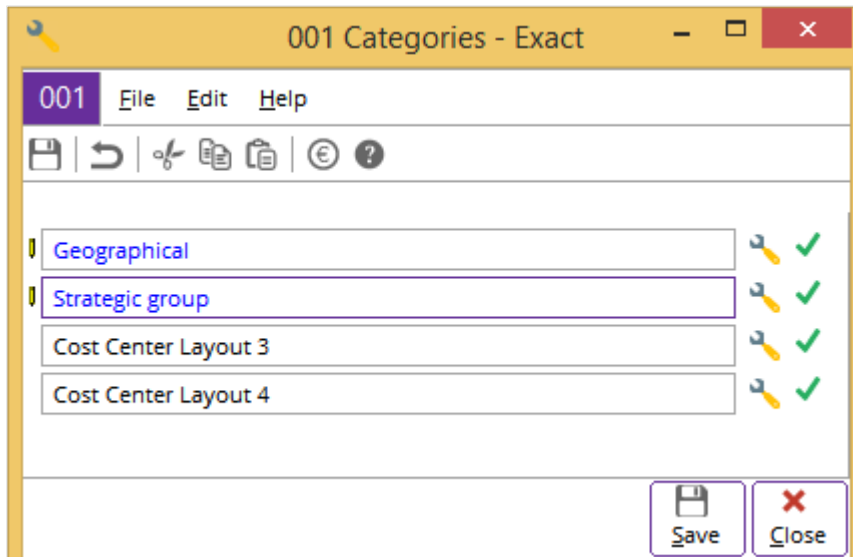 001 Categories - Exact
001 File Edit Help
Geographical
Strategic group
Cost Center Layout 3
Cost Center Layout 4
Save Close